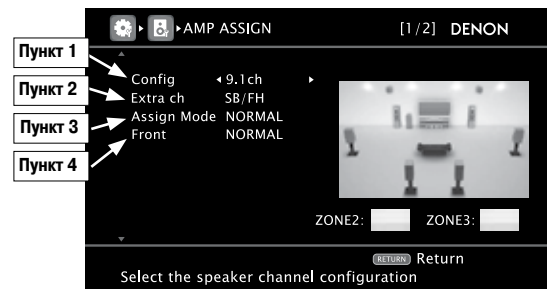 AMP ASSIGN [1/2] DENON
Пункт 1
Config 9.1ch
Пункт 2
Extra ch SB/FH
Пункт 3
Assign Mode NORMAL
Пункт 4
Front NORMAL
ZONE2: ZONE3:
RETURN Return
Select the speaker channel configuration